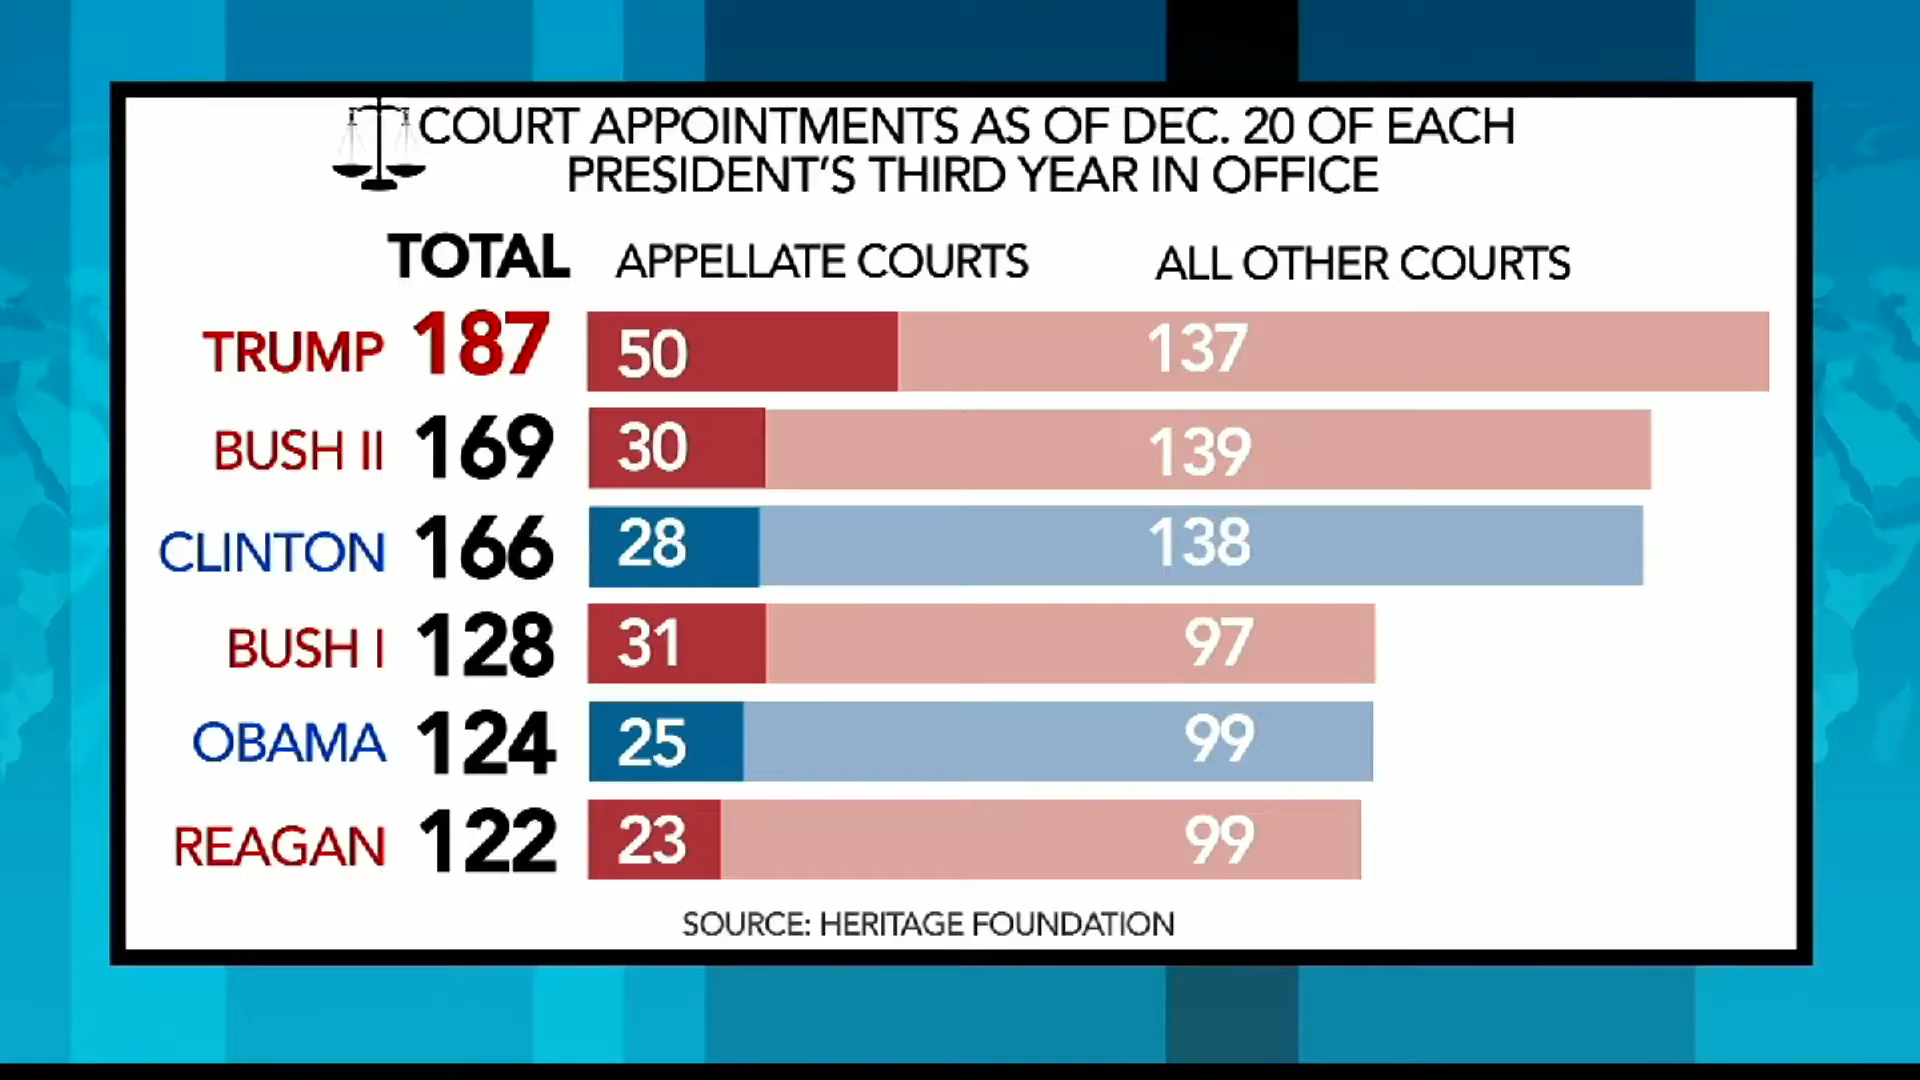 COURT APPOINTMENTS AS OF DEC. 20 OF EACH
PRESIDENT'S THIRD YEAR IN OFFICE
TOTAL APPELLATE COURTS ALL OTHER COURTS
TRUMP 187 50 137
BUSH II 169 30 139
CLINTON 166 28 138
BUSH I 128 31 97
OBAMA 124 25 99
REAGAN 122 23 99
SOURCE: HERITAGE FOUNDATION